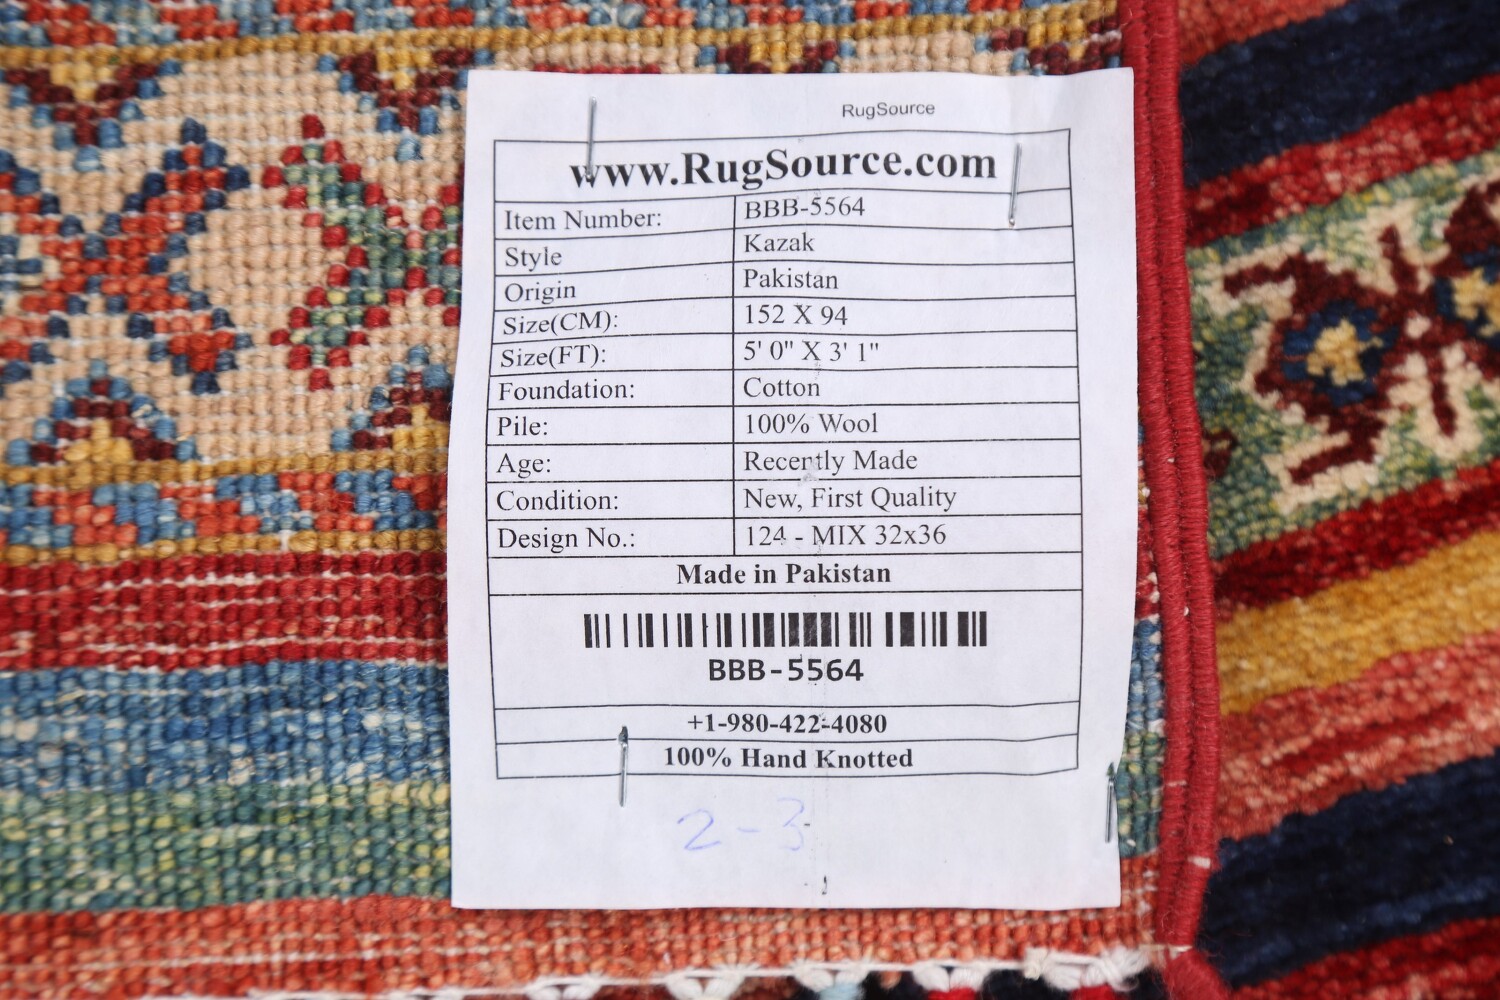 RugSource
www.RugSource.com
Item Number: BBB-5564
Style Kazak
Origin Pakistan
Size(CM): 152 X 94
Size(FT): 5' 0" X 3' 1"
Foundation: Cotton
Pile: 100% Wool
Age: Recently Made
Condition: New, First Quality
Design No.: 124 - MIX 32x36
Made in Pakistan
BBB-5564
+1-980-422-4080
100% Hand Knotted
2-3